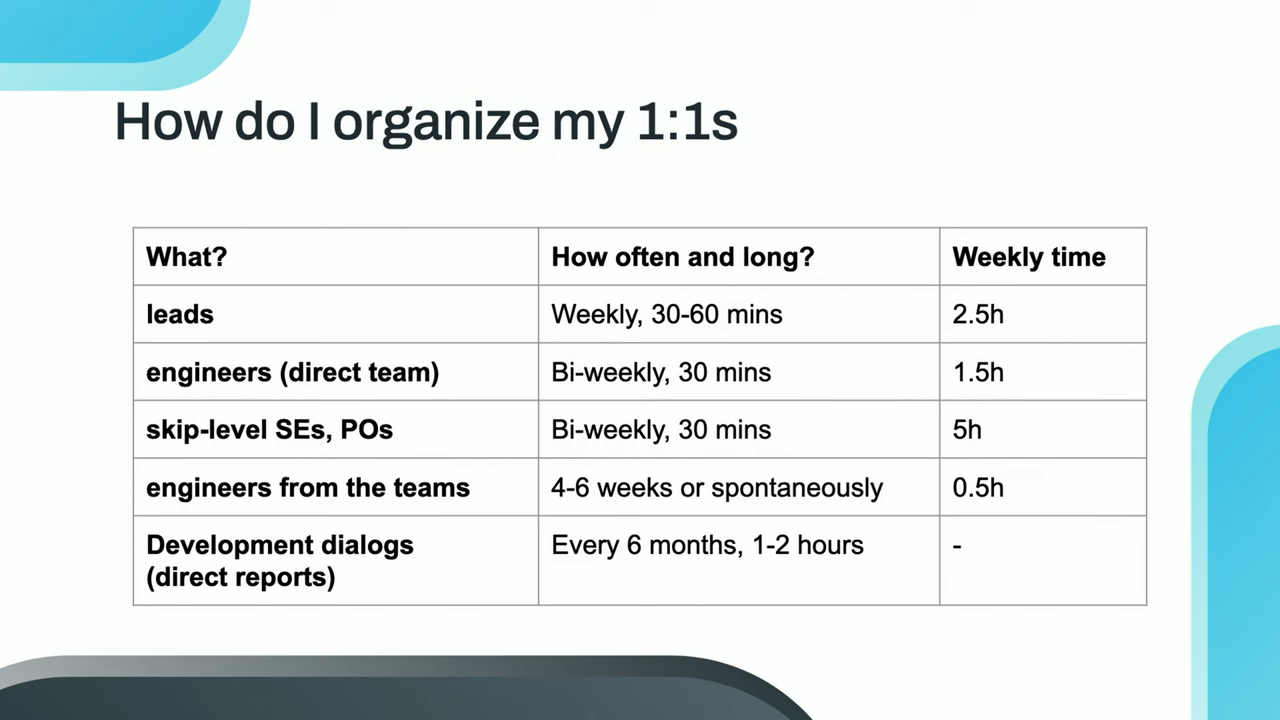 How do I organize my 1:1s
What? How often and long? Weekly time
leads Weekly, 30-60 mins 2.5h
engineers (direct team) Bi-weekly, 30 mins 1.5h
skip-level SEs, POs Bi-weekly, 30 mins 5h
engineers from the teams 4-6 weeks or spontaneously 0.5h
Development dialogs Every 6 months, 1-2 hours -
(direct reports)